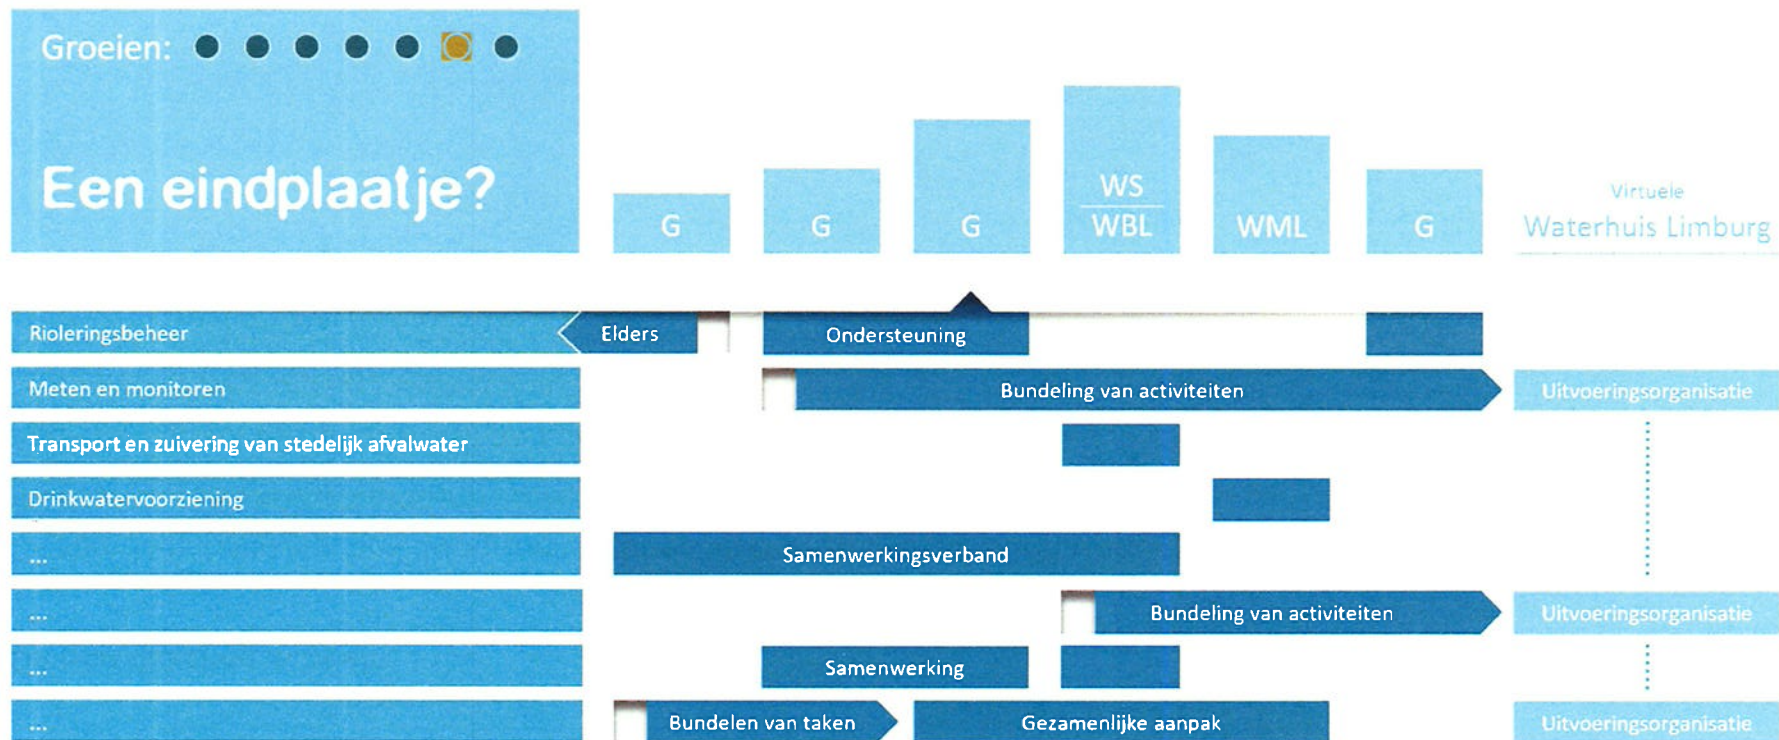 Groeien:
Een eindplaatje?
G
G
G
WS
WBL
WML
G
Virtuele
Waterhuis Limburg
Rioleringsbeheer
Elders
Ondersteuning
Meten en monitoren
Bundeling van activiteiten
Uitvoeringsorganisatie
Transport en zuivering van stedelijk afvalwater
Drinkwatervoorziening
...
Samenwerkingsverband
...
Bundeling van activiteiten
Uitvoeringsorganisatie
...
Samenwerking
...
Bundelen van taken
Gezamenlijke aanpak
Uitvoeringsorganisatie